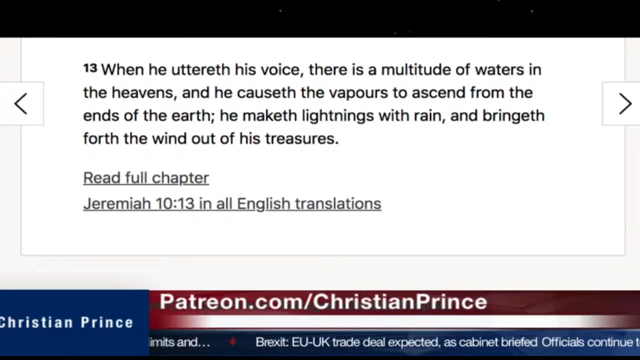 13 When he uttereth his voice, there is a multitude of waters in
the heavens, and he causeth the vapours to ascend from the
ends of the earth; he maketh lightnings with rain, and bringeth
forth the wind out of his treasures.
Read full chapter
Jeremiah 10:13 in all English translations
Patreon.com/ChristianPrince
Christian Prince
imits and... + Brexit: EU-UK trade deal expected, as cabinet briefed Officials continue t